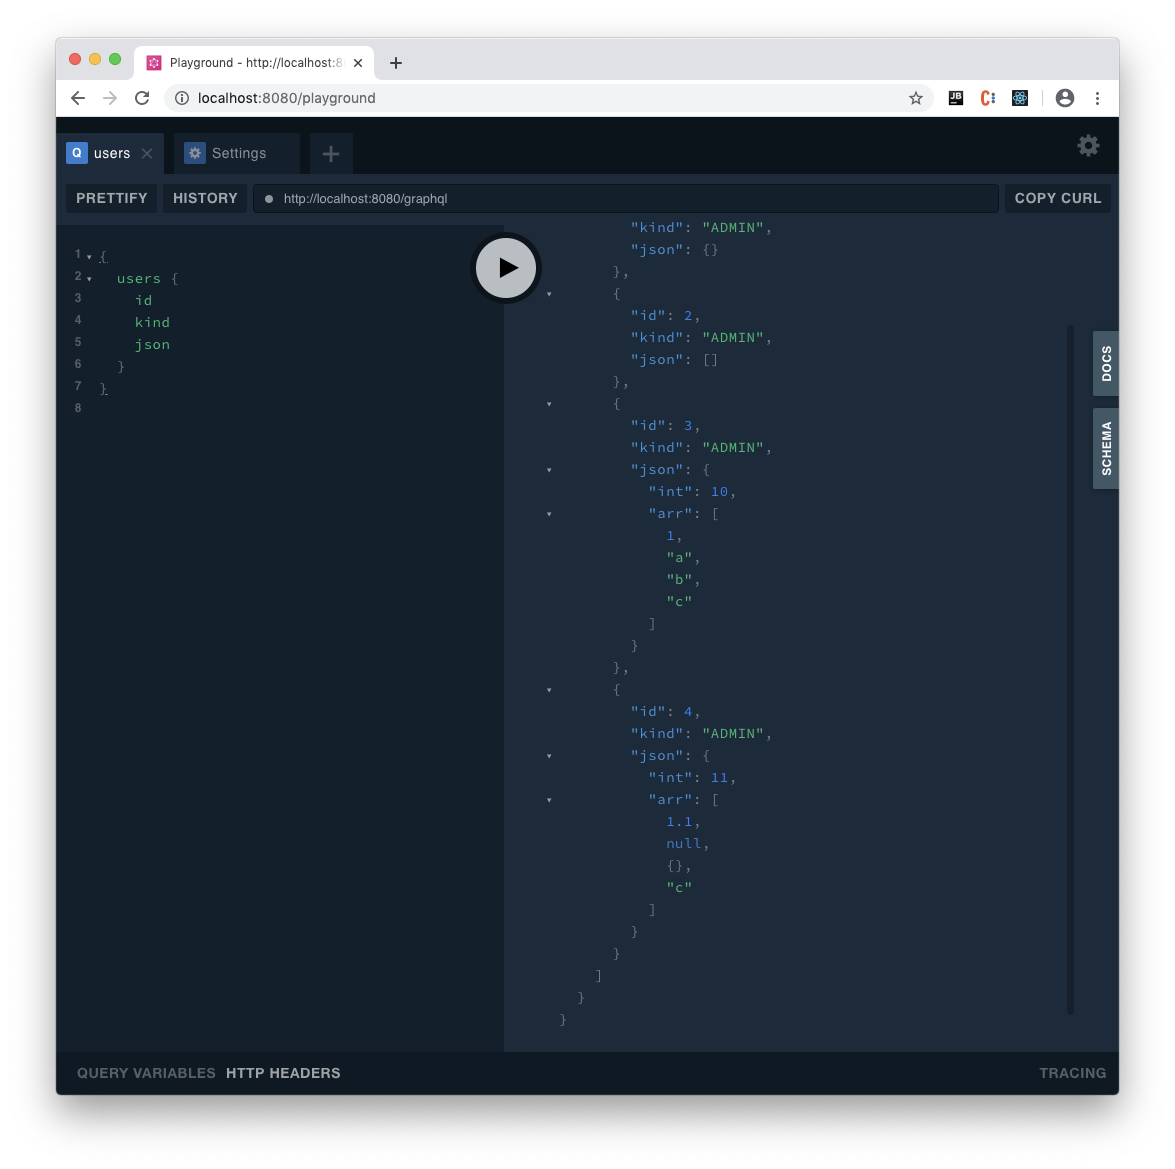 Playground - http://localhost:8
localhost:8080/playground
JB
Q users
Settings
PRETTIFY
HISTORY
http://localhost:8080/graphql
COPY CURL
1 {
2 users {
3 id
4 kind
5 json
6 }
7 }
8
"kind": "ADMIN",
"json": {}
},
{
"id": 2,
"kind": "ADMIN",
"json": []
},
{
"id": 3,
"kind": "ADMIN",
"json": {
"int": 10,
"arr": [
1,
"a",
"b",
"c"
]
}
},
{
"id": 4,
"kind": "ADMIN",
"json": {
"int": 11,
"arr": [
1.1,
null,
{},
"c"
]
}
}
]
}
}
DOCS
SCHEMA
QUERY VARIABLES
HTTP HEADERS
TRACING